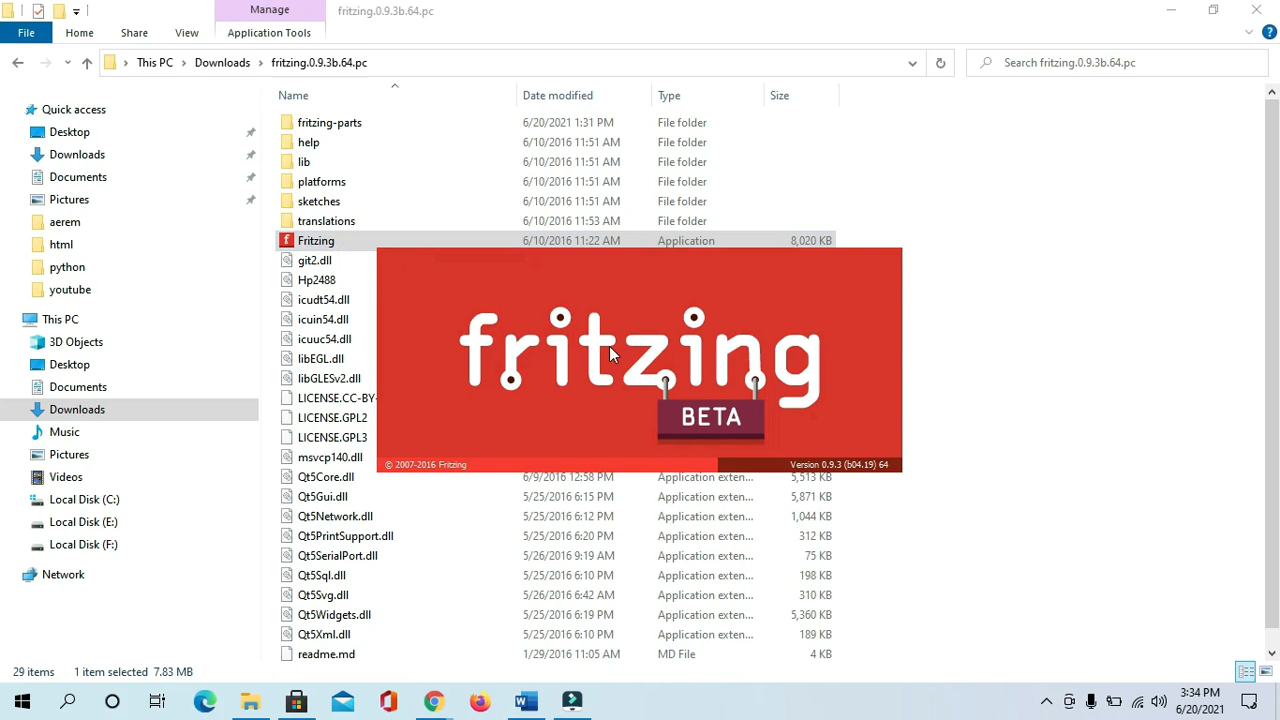 Manage
fritzing.0.9.3b.64.pc
File
Home
Share
View
Application Tools
This PC
Downloads
fritzing.0.9.3b.64.pc
Search fritzing.0.9.3b.64.pc
Name
Date modified
Type
Size
Quick access
Desktop
Downloads
Documents
Pictures
aerem
html
python
youtube
This PC
3D Objects
Desktop
Documents
Downloads
Music
Pictures
Videos
Local Disk (C:)
Local Disk (E:)
Local Disk (F:)
Network
fritzing-parts 6/20/2021 1:31 PM File folder
help 6/10/2016 11:51 AM File folder
lib 6/10/2016 11:51 AM File folder
platforms 6/10/2016 11:51 AM File folder
sketches 6/10/2016 11:51 AM File folder
translations 6/10/2016 11:53 AM File folder
Fritzing 6/10/2016 11:22 AM Application 8,020 KB
git2.dll
Hp2488
icudt54.dll
icuin54.dll
icuuc54.dll
libEGL.dll
libGLESv2.dll
LICENSE.CC-BY-
LICENSE.GPL2
LICENSE.GPL3
msvcp140.dll
fritzing
BETA
© 2007-2016 Fritzing
Version 0.9.3 (b04.19) 64
Qt5Core.dll 6/9/2016 12:58 PM Application exten... 5,513 KB
Qt5Gui.dll 5/25/2016 6:15 PM Application exten... 5,871 KB
Qt5Network.dll 5/25/2016 6:12 PM Application exten... 1,044 KB
Qt5PrintSupport.dll 5/25/2016 6:20 PM Application exten... 312 KB
Qt5SerialPort.dll 5/26/2016 9:19 AM Application exten... 75 KB
Qt5Sql.dll 5/25/2016 6:10 PM Application exten... 198 KB
Qt5Svg.dll 5/26/2016 6:42 AM Application exten... 310 KB
Qt5Widgets.dll 5/25/2016 6:19 PM Application exten... 5,360 KB
Qt5Xml.dll 5/25/2016 6:10 PM Application exten... 189 KB
readme.md 1/29/2016 11:05 AM MD File 4 KB
29 items
1 item selected 7.83 MB
3:34 PM
6/20/2021